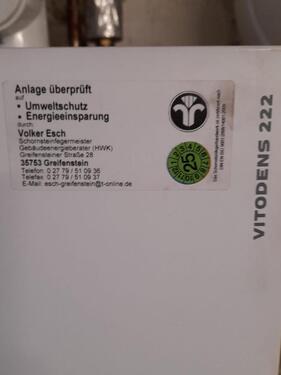 Anlage überprüft
auf
• Umweltschutz
• Energieeinsparung
durch:
Volker Esch
Schornsteinfegermeister
Gebäudeenergieberater (HWK)
Greifensteiner Straße 28
35753 Greifenstein
Telefon: 0 27 79 / 51 09 36
Telefax 0 27 79 / 51 09 37
E-Mail: esch-greifenstein@t-online.de
25
VITODENS 222